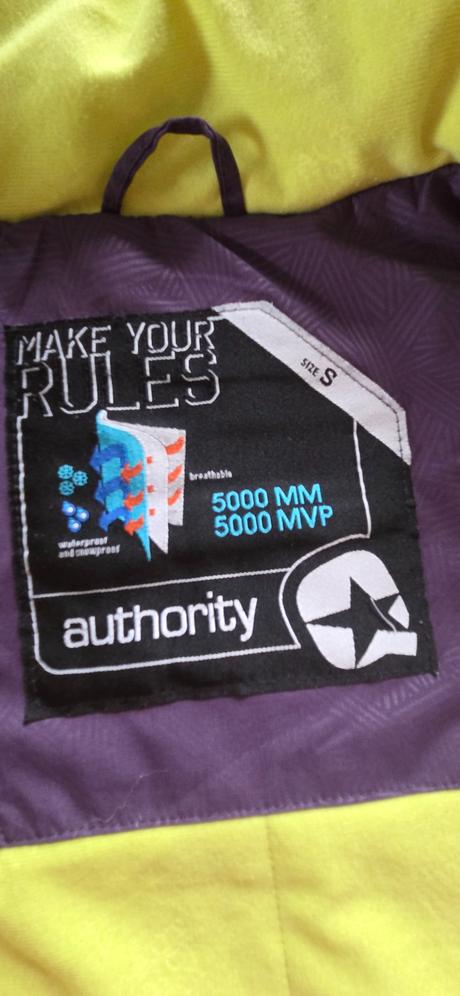 MAKE YOUR
RULES
SIZE S
breathable
5000 MM
5000 MVP
waterproof
and snowproof
authority